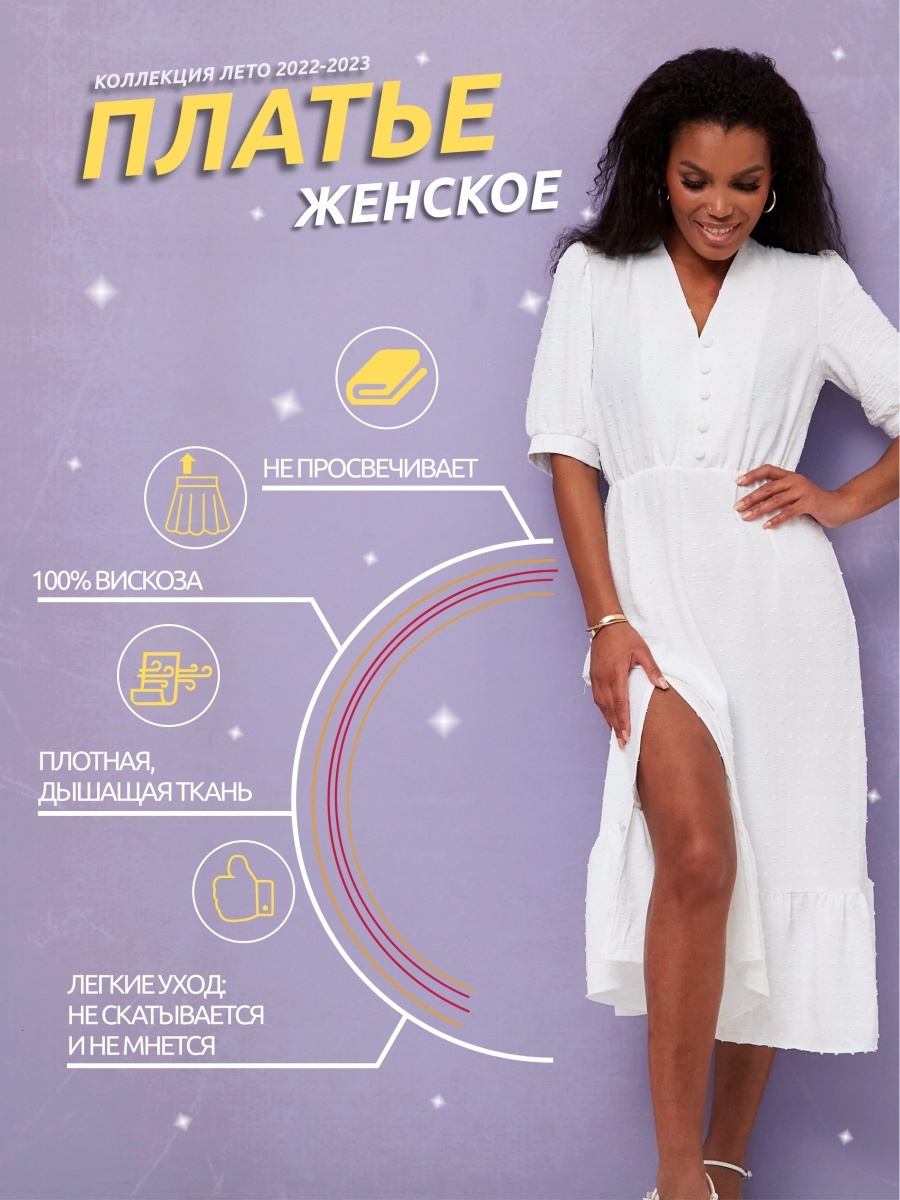 КОЛЛЕКЦИЯ ЛЕТО 2022-2023
ПЛАТЬЕ
ЖЕНСКОЕ
НЕ ПРОСВЕЧИВАЕТ
100% ВИСКОЗА
ПЛОТНАЯ,
ДЫШАЩАЯ ТКАНЬ
ЛЕГКИЕ УХОД:
НЕ СКАТЫВАЕТСЯ
И НЕ МНЕТСЯ